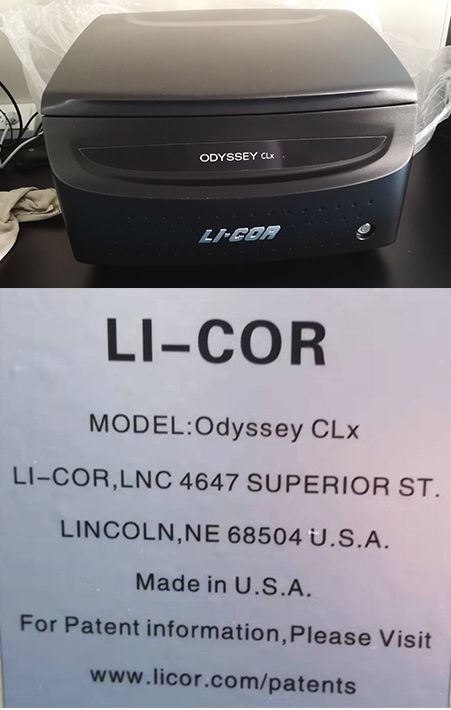 ODYSSEY CLx
LI-COR
LI-COR
MODEL:Odyssey CLx
LI-COR,LNC 4647 SUPERIOR ST.
LINCOLN,NE 68504 U.S.A.
Made in U.S.A.
For Patent information,Please Visit
www.licor.com/patents